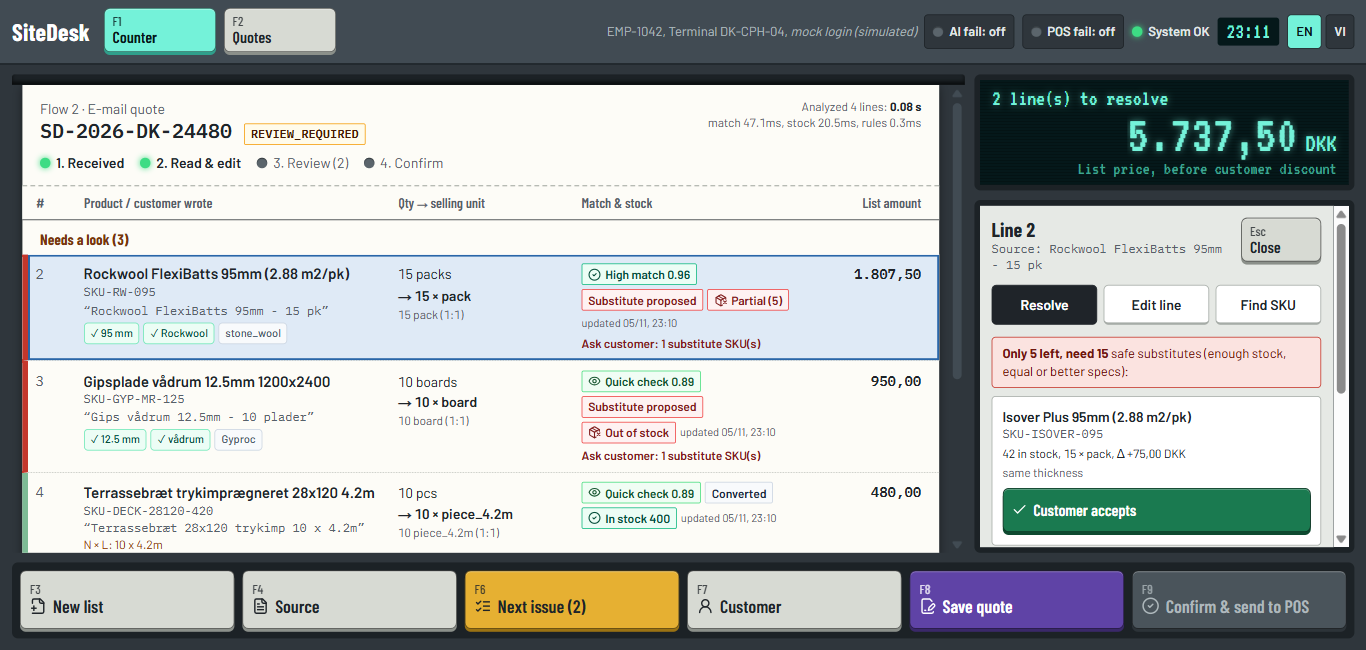 SiteDesk
F1
Counter
F2
Quotes
EMP-1042, Terminal DK-CPH-04, mock login (simulated)
AI fail: off
POS fail: off
System OK
23:11
EN
VI
Flow 2 · E-mail quote
SD-2026-DK-24480
REVIEW_REQUIRED
Analyzed 4 lines: 0.08 s
match 47.1ms, stock 20.5ms, rules 0.3ms
1. Received
2. Read & edit
3. Review (2)
4. Confirm
# Product / customer wrote Qty → selling unit Match & stock List amount
Needs a look (3)
2
Rockwool FlexiBatts 95mm (2.88 m2/pk)
SKU-RW-095
“Rockwool FlexiBatts 95mm - 15 pk”
✓ 95 mm
✓ Rockwool
stone_wool
15 packs
→ 15 × pack
15 pack (1:1)
High match 0.96
Substitute proposed
Partial (5)
updated 05/11, 23:10
Ask customer: 1 substitute SKU(s)
1.807,50
3
Gipsplade vådrum 12.5mm 1200x2400
SKU-GYP-MR-125
“Gips vådrum 12.5mm - 10 plader”
✓ 12.5 mm
✓ vådrum
Gyproc
10 boards
→ 10 × board
10 board (1:1)
Quick check 0.89
Substitute proposed
Out of stock
updated 05/11, 23:10
Ask customer: 1 substitute SKU(s)
950,00
4
Terrassebræt trykimprægneret 28x120 4.2m
SKU-DECK-28120-420
“Terrassebræt 28x120 trykimp 10 x 4.2m”
N × L: 10 x 4.2m
10 pcs
→ 10 × piece_4.2m
10 piece_4.2m (1:1)
Quick check 0.89
Converted
In stock 400
updated 05/11, 23:10
480,00
2 line(s) to resolve
5.737,50 DKK
List price, before customer discount
Line 2
Source: Rockwool FlexiBatts 95mm
- 15 pk
Esc
Close
Resolve
Edit line
Find SKU
Only 5 left, need 15 safe substitutes (enough stock,
equal or better specs):
Isover Plus 95mm (2.88 m2/pk)
SKU-ISOVER-095
42 in stock, 15 × pack, Δ +75,00 DKK
same thickness
Customer accepts
F3
New list
F4
Source
F6
Next issue (2)
F7
Customer
F8
Save quote
F9
Confirm & send to POS